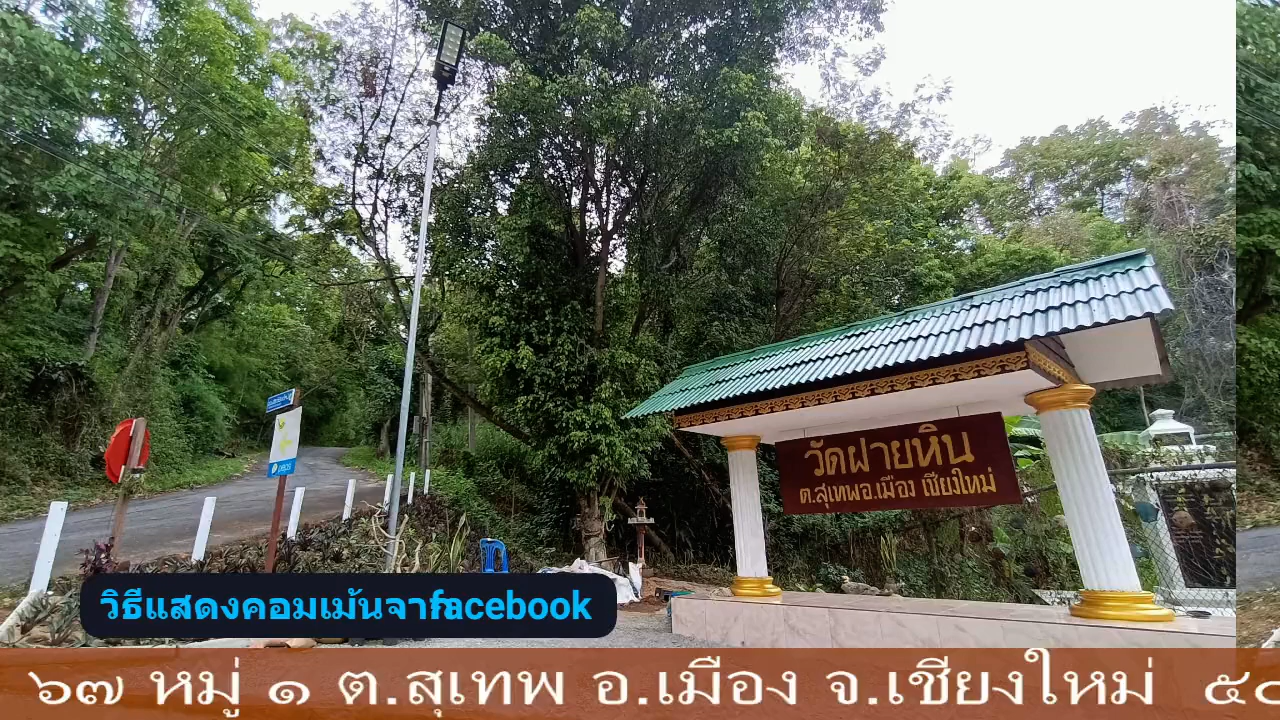 วัดฝายหิน
ต.สุเทพอ.เมือง เชียงใหม่
วิธีแสดงคอมเม้นจากfacebook
๖๗ หมู่ ๑ ต.สุเทพ อ.เมือง จ.เชียงใหม่ ๕๐